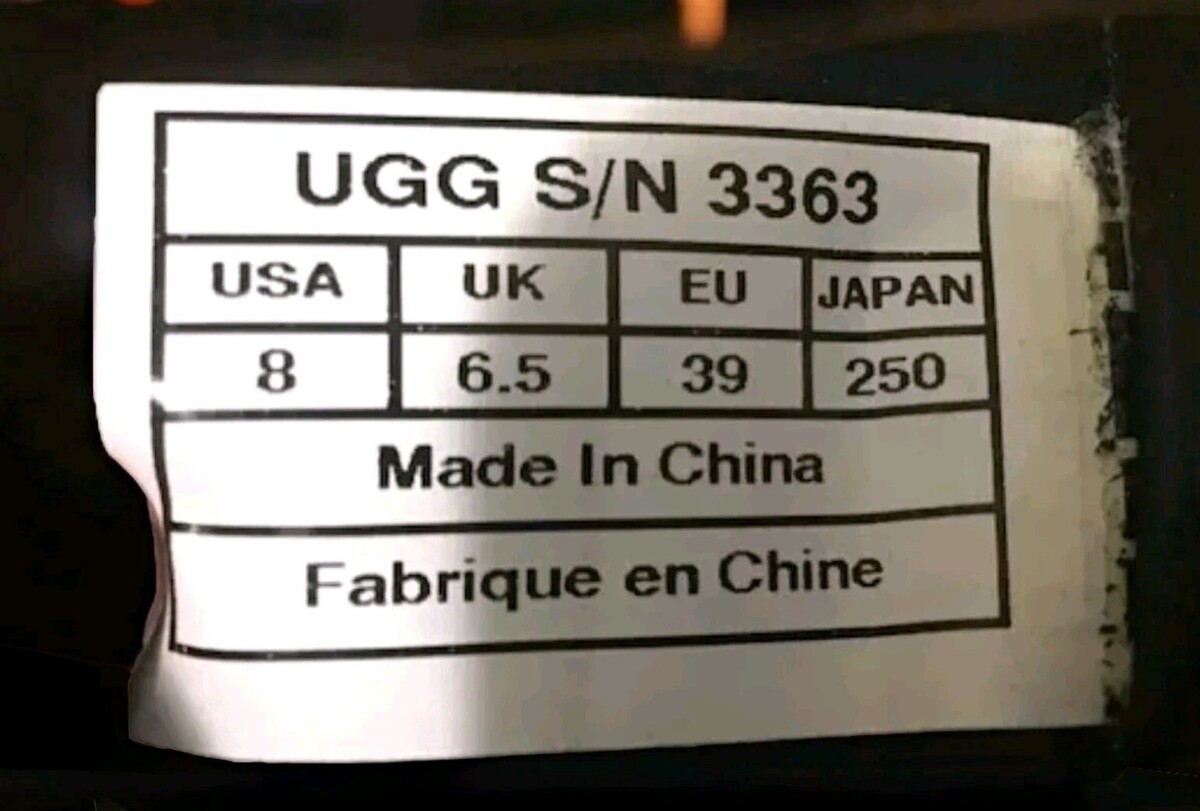 UGG S/N 3363
USA UK EU JAPAN
8 6.5 39 250
Made In China
Fabrique en Chine